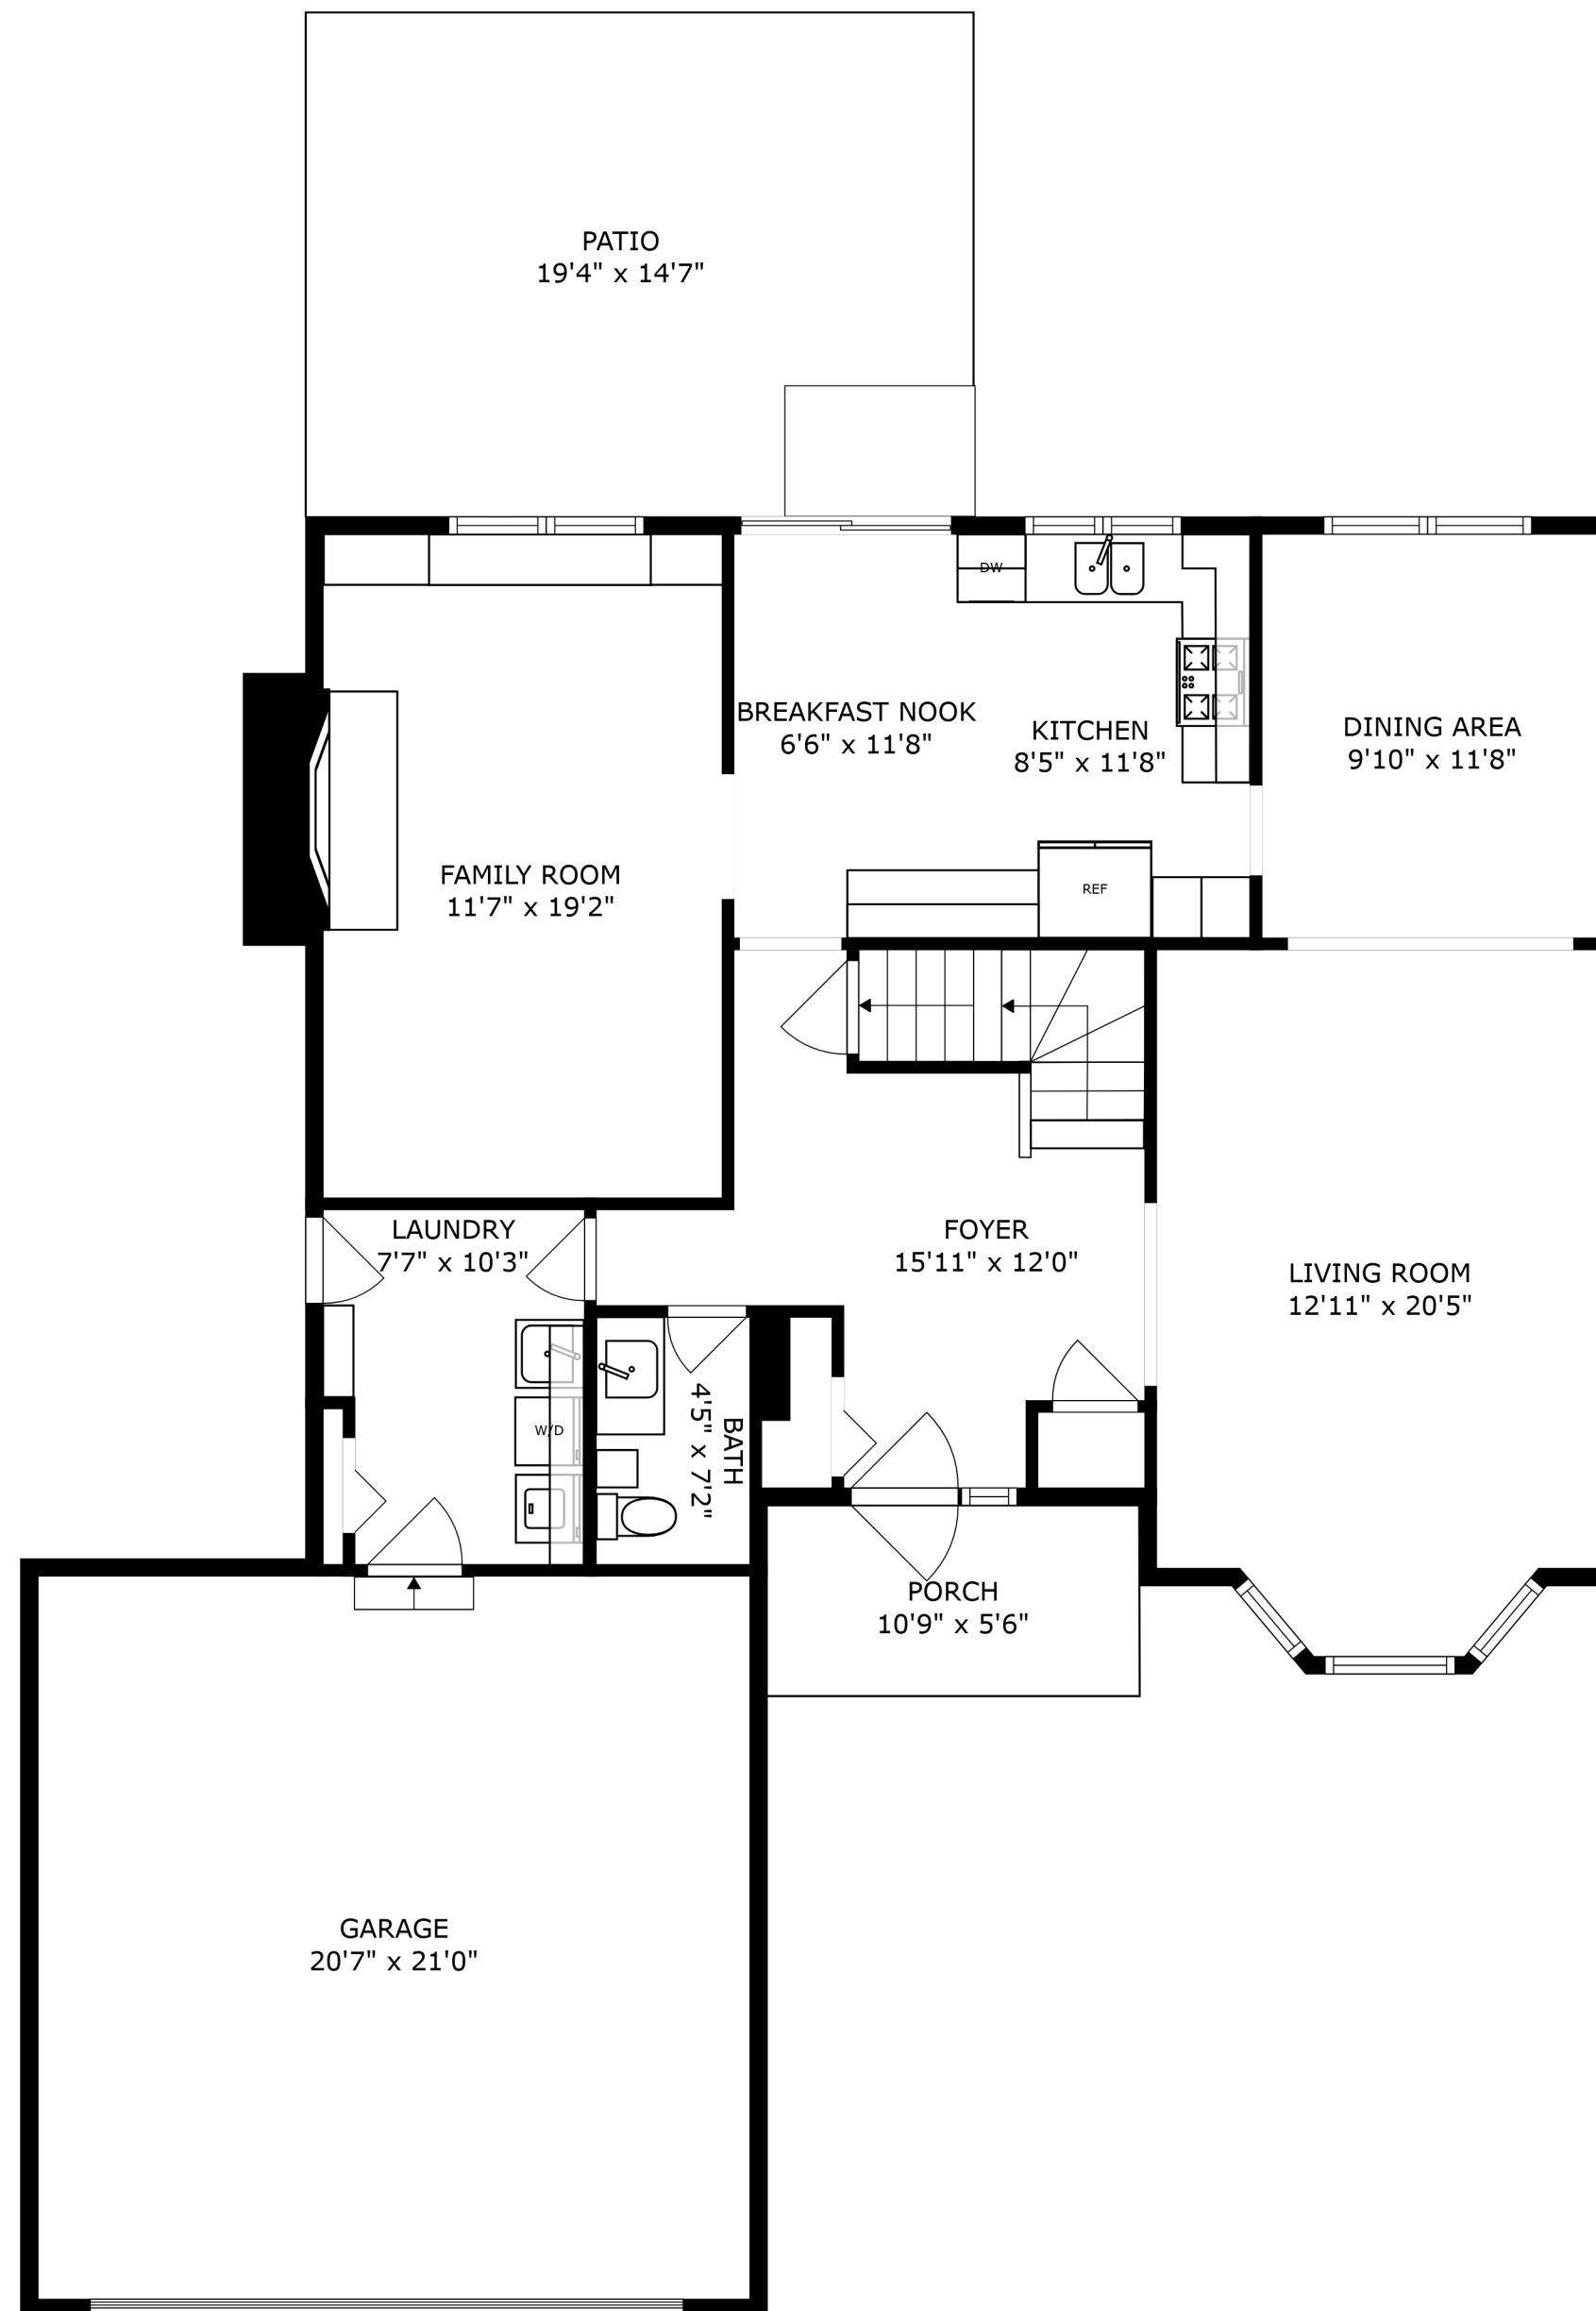 PATIO
19'4" x 14'7"
DW
BREAKFAST NOOK
6'6" x 11'8"
KITCHEN
8'5" x 11'8"
DINING AREA
9'10" x 11'8"
FAMILY ROOM
11'7" x 19'2"
REF
LAUNDRY
7'7" x 10'3"
FOYER
15'11" x 12'0"
LIVING ROOM
12'11" x 20'5"
W/D
BATH
4'5" x 7'2"
PORCH
10'9" x 5'6"
GARAGE
20'7" x 21'0"